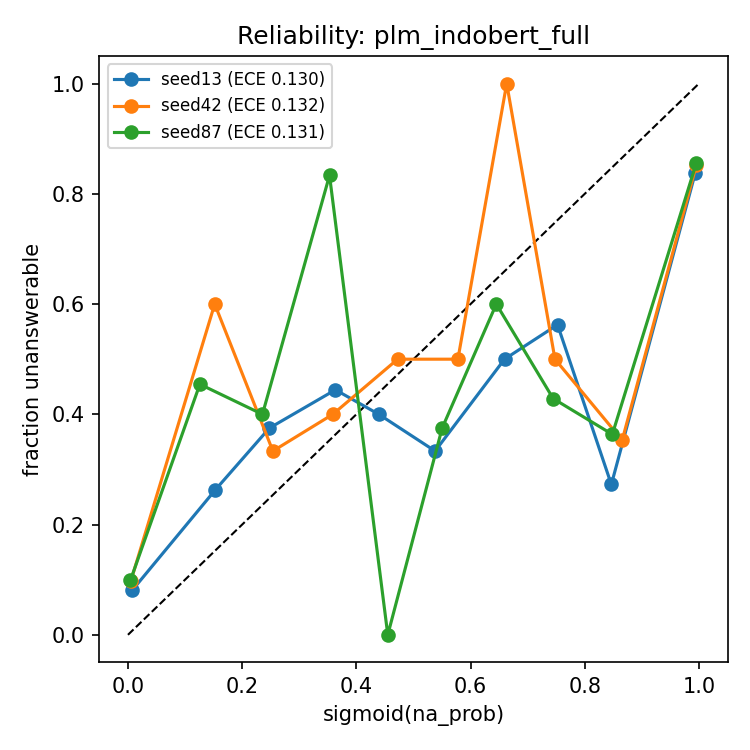 Reliability: plm_indobert_full
seed13 (ECE 0.130)
seed42 (ECE 0.132)
seed87 (ECE 0.131)
1.0
0.8
0.6
0.4
0.2
0.0
fraction unanswerable
0.0 0.2 0.4 0.6 0.8 1.0
sigmoid(na_prob)